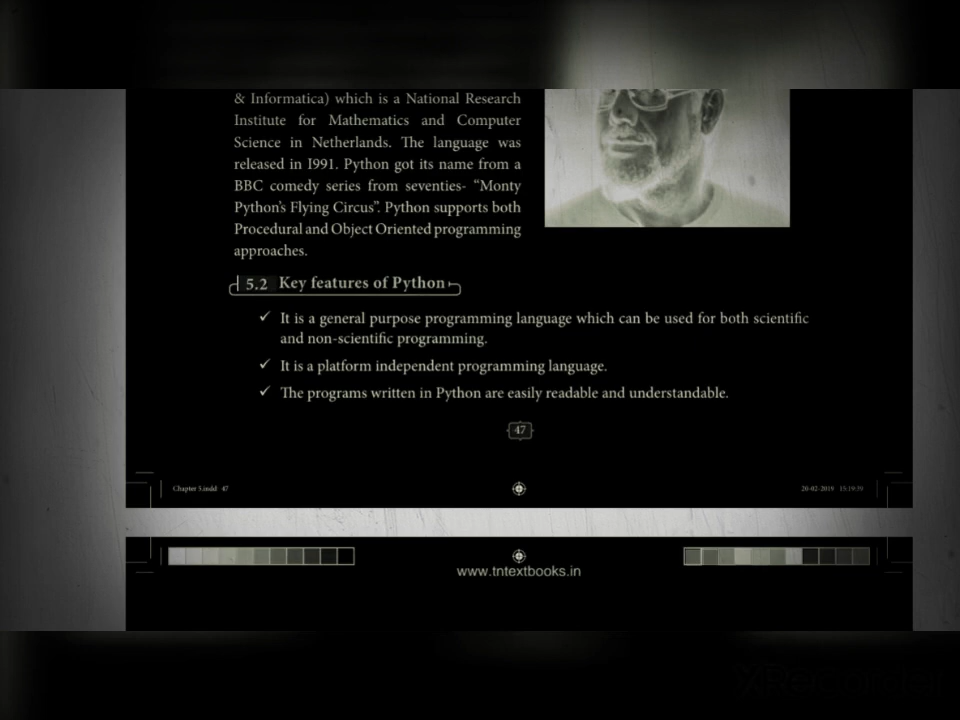 & Informatica) which is a National Research
Institute for Mathematics and Computer
Science in Netherlands. The language was
released in I991. Python got its name from a
BBC comedy series from seventies- “Monty
Python’s Flying Circus”. Python supports both
Procedural and Object Oriented programming
approaches.
5.2 Key features of Python
✓ It is a general purpose programming language which can be used for both scientific
and non-scientific programming.
✓ It is a platform independent programming language.
✓ The programs written in Python are easily readable and understandable.
47
Chapter 5.indd 47
20-02-2019 15:19:39
www.tntextbooks.in
XRecorder